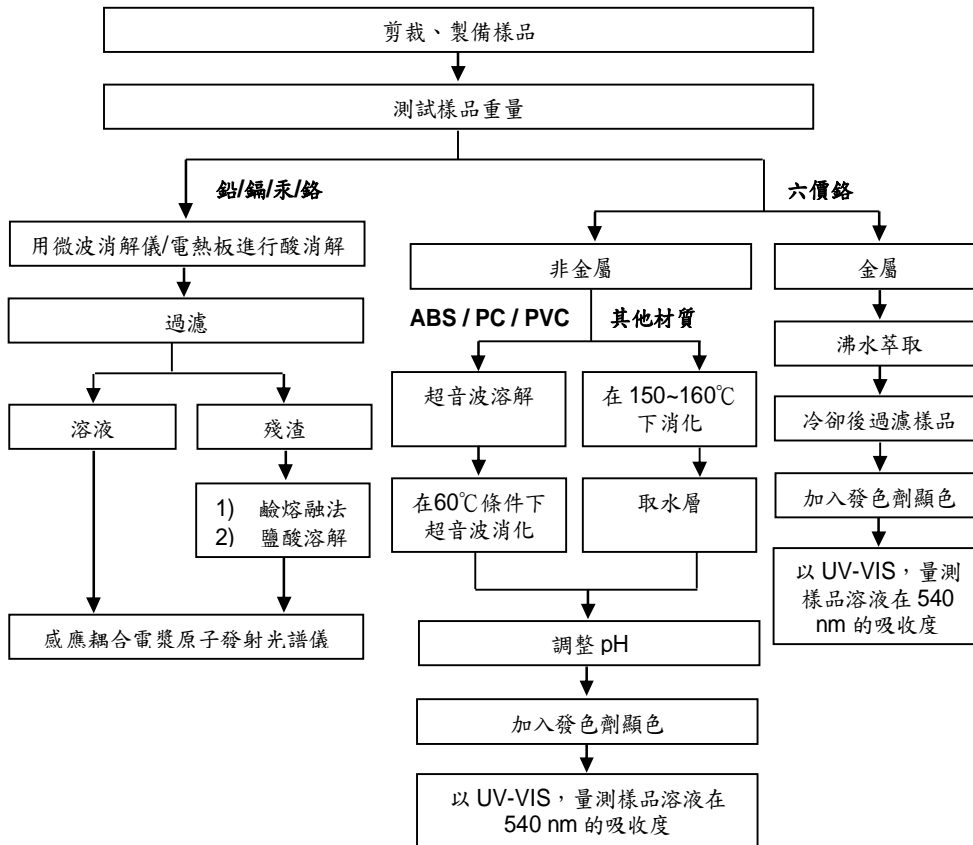 剪裁、製備樣品
測試樣品重量
鉛/鎘/汞/鉻
六價鉻
用微波消解儀/電熱板進行酸消解
非金屬
金屬
過濾
ABS / PC / PVC
其他材質
沸水萃取
溶液
殘渣
超音波溶解
在 150~160℃
下消化
冷卻後過濾樣品
1) 鹼熔融法
2) 鹽酸溶解
在60℃條件下
超音波消化
取水層
加入發色劑顯色
以 UV-VIS，量測
樣品溶液在 540
nm 的吸收度
感應耦合電漿原子發射光譜儀
調整 pH
加入發色劑顯色
以 UV-VIS，量測樣品溶液在
540 nm 的吸收度